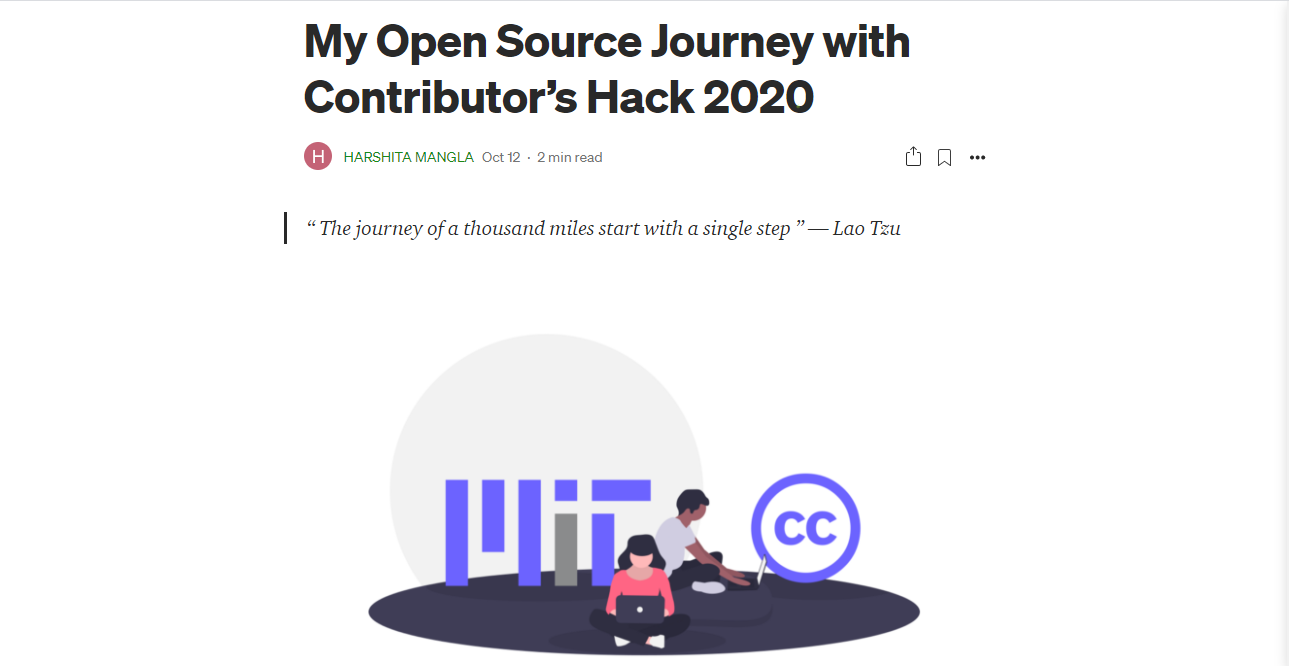 My Open Source Journey with
Contributor’s Hack 2020
H
HARSHITA MANGLA Oct 12 · 2 min read
“ The journey of a thousand miles start with a single step ” — Lao Tzu
MiT
CC